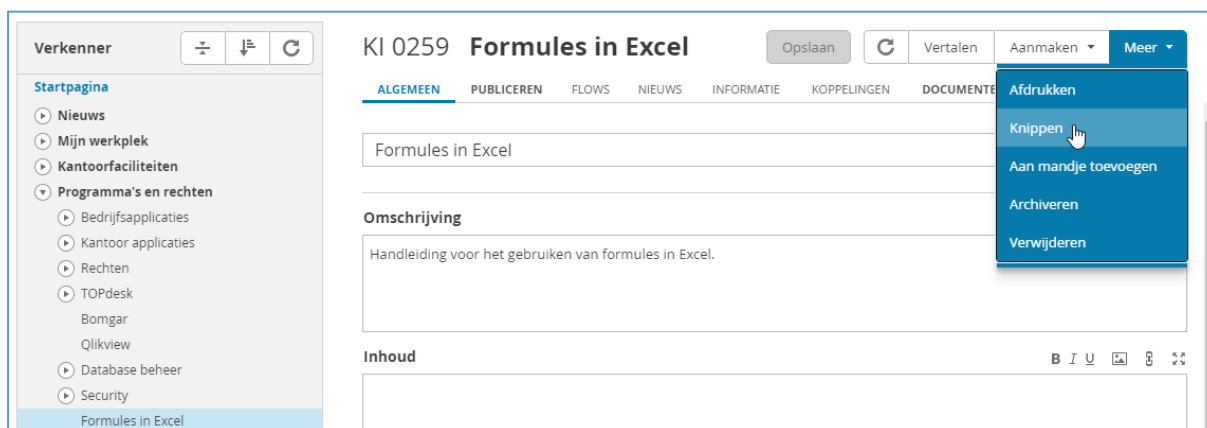 Verkenner
Startpagina
Nieuws
Mijn werkplek
Kantoorfaciliteiten
Programma's en rechten
Bedrijfsapplicaties
Kantoor applicaties
Rechten
TOPdesk
Bomgar
Qlikview
Database beheer
Security
Formules in Excel
KI 0259 Formules in Excel
Opslaan Vertalen Aanmaken Meer
ALGEMEEN PUBLICEREN FLOWS NIEUWS INFORMATIE KOPPELINGEN DOCUMENTE
Afdrukken
Knippen
Aan mandje toevoegen
Archiveren
Verwijderen
Formules in Excel
Omschrijving
Handleiding voor het gebruiken van formules in Excel.
Inhoud
B I U